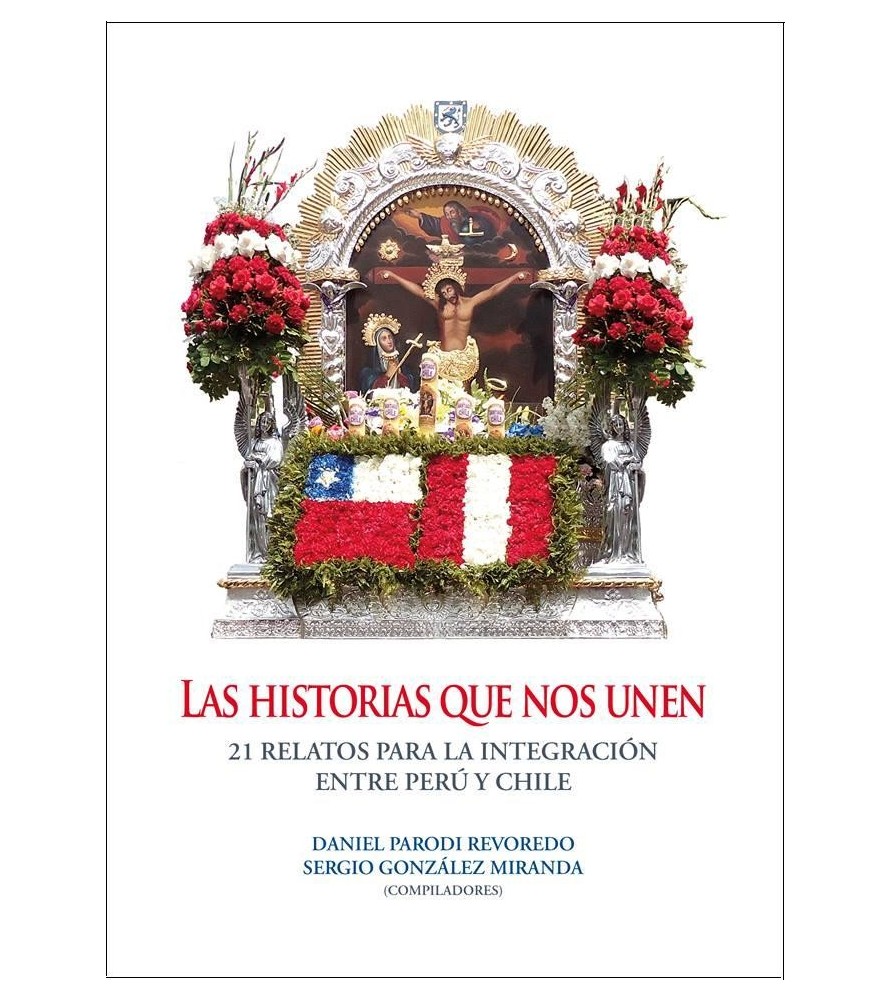 LAS HISTORIAS QUE NOS UNEN
21 RELATOS PARA LA INTEGRACIÓN
ENTRE PERÚ Y CHILE
DANIEL PARODI REVOREDO
SERGIO GONZÁLEZ MIRANDA
(COMPILADORES)